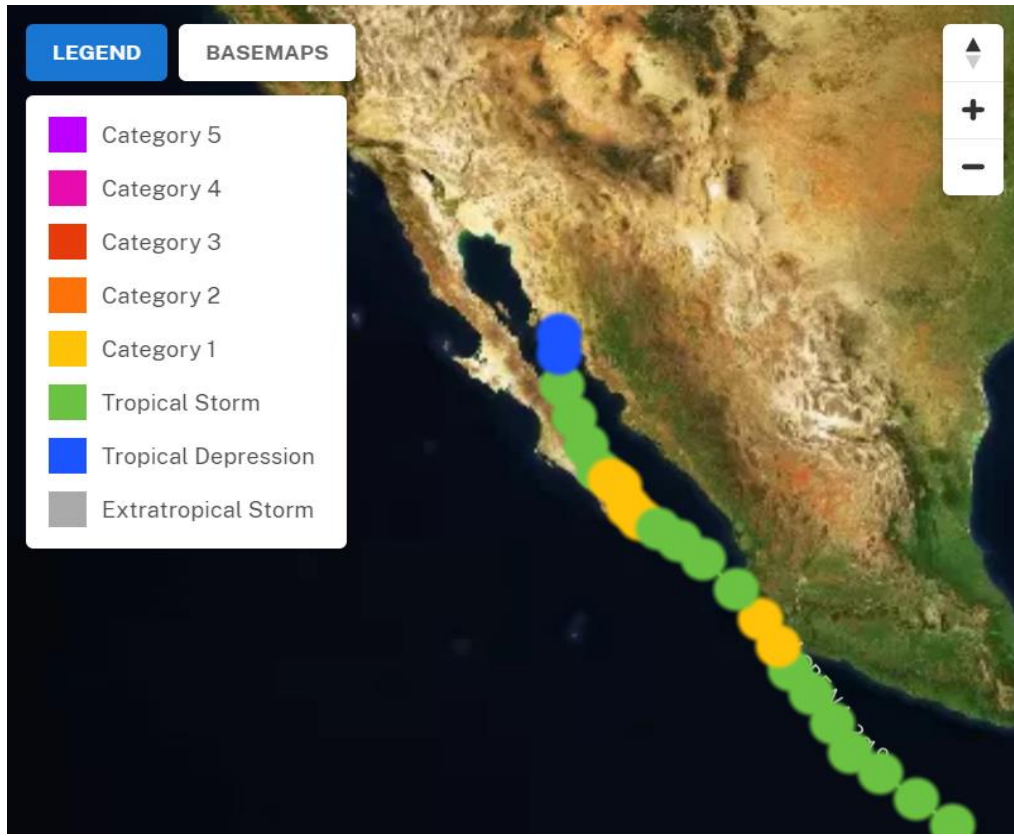 LEGEND
BASEMAPS
Category 5
Category 4
Category 3
Category 2
Category 1
Tropical Storm
Tropical Depression
Extratropical Storm